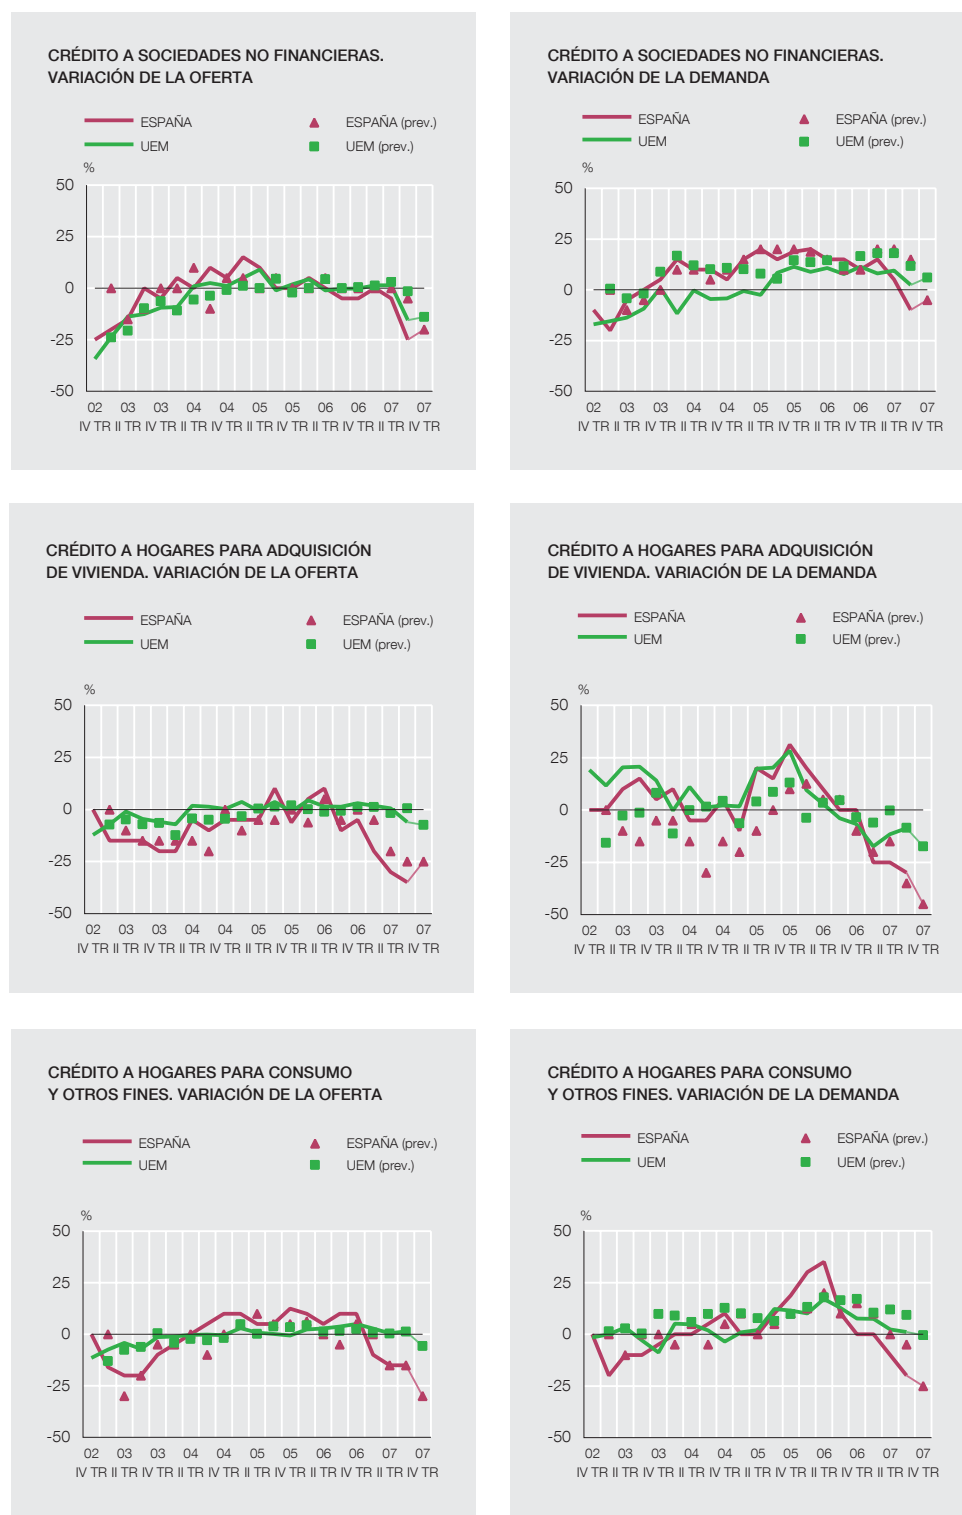 CRÉDITO A SOCIEDADES NO FINANCIERAS.
VARIACIÓN DE LA OFERTA
ESPAÑA
ESPAÑA (prev.)
UEM
UEM (prev.)
%
50
25
0
-25
-50
02 03 03 04 04 05 05 06 06 07 07
IV TR II TR IV TR II TR IV TR II TR IV TR II TR IV TR II TR IV TR
CRÉDITO A SOCIEDADES NO FINANCIERAS.
VARIACIÓN DE LA DEMANDA
ESPAÑA
ESPAÑA (prev.)
UEM
UEM (prev.)
%
50
25
0
-25
-50
02 03 03 04 04 05 05 06 06 07 07
IV TR II TR IV TR II TR IV TR II TR IV TR II TR IV TR II TR IV TR
CRÉDITO A HOGARES PARA ADQUISICIÓN
DE VIVIENDA. VARIACIÓN DE LA OFERTA
ESPAÑA
ESPAÑA (prev.)
UEM
UEM (prev.)
%
50
25
0
-25
-50
02 03 03 04 04 05 05 06 06 07 07
IV TR II TR IV TR II TR IV TR II TR IV TR II TR IV TR II TR IV TR
CRÉDITO A HOGARES PARA ADQUISICIÓN
DE VIVIENDA. VARIACIÓN DE LA DEMANDA
ESPAÑA
ESPAÑA (prev.)
UEM
UEM (prev.)
%
50
25
0
-25
-50
02 03 03 04 04 05 05 06 06 07 07
IV TR II TR IV TR II TR IV TR II TR IV TR II TR IV TR II TR IV TR
CRÉDITO A HOGARES PARA CONSUMO
Y OTROS FINES. VARIACIÓN DE LA OFERTA
ESPAÑA
ESPAÑA (prev.)
UEM
UEM (prev.)
%
50
25
0
-25
-50
02 03 03 04 04 05 05 06 06 07 07
IV TR II TR IV TR II TR IV TR II TR IV TR II TR IV TR II TR IV TR
CRÉDITO A HOGARES PARA CONSUMO
Y OTROS FINES. VARIACIÓN DE LA DEMANDA
ESPAÑA
ESPAÑA (prev.)
UEM
UEM (prev.)
%
50
25
0
-25
-50
02 03 03 04 04 05 05 06 06 07 07
IV TR II TR IV TR II TR IV TR II TR IV TR II TR IV TR II TR IV TR